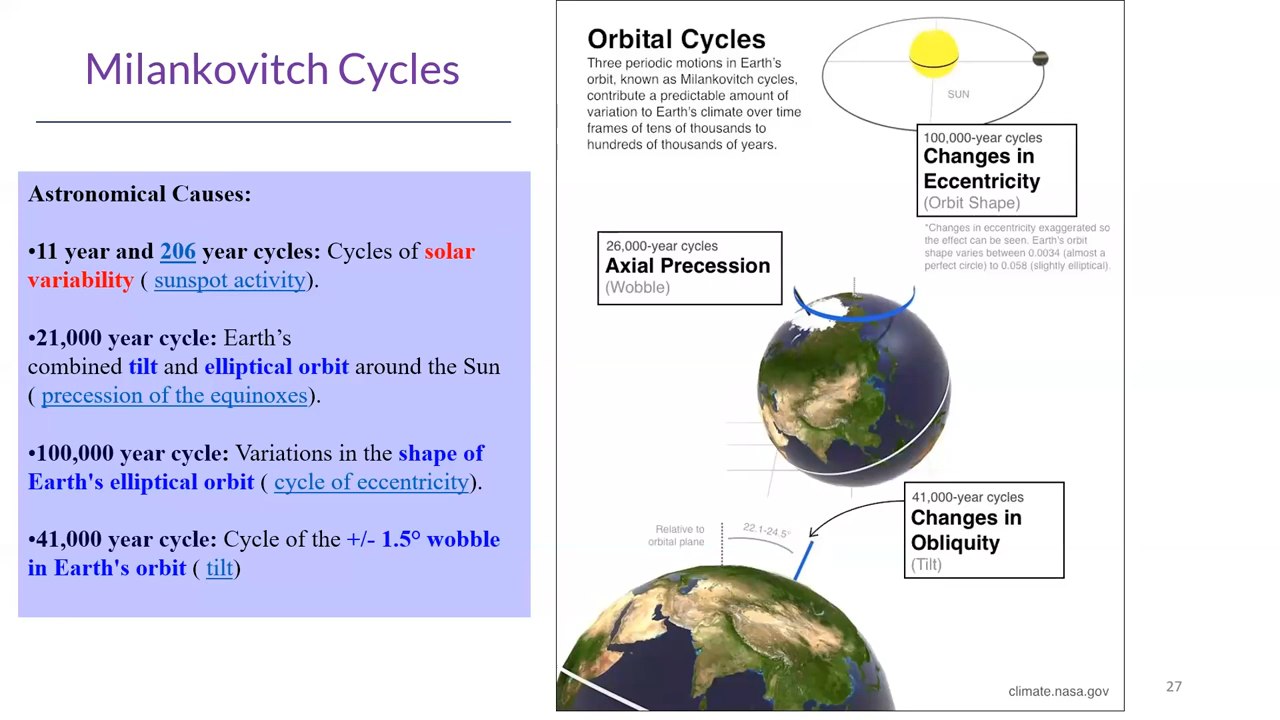 Milankovitch Cycles
Astronomical Causes:
•11 year and 206 year cycles: Cycles of solar
variability ( sunspot activity).
•21,000 year cycle: Earth’s
combined tilt and elliptical orbit around the Sun
( precession of the equinoxes).
•100,000 year cycle: Variations in the shape of
Earth's elliptical orbit ( cycle of eccentricity).
•41,000 year cycle: Cycle of the +/- 1.5° wobble
in Earth's orbit ( tilt)
Orbital Cycles
Three periodic motions in Earth's
orbit, known as Milankovitch cycles,
contribute a predictable amount of
variation to Earth's climate over time
frames of tens of thousands to
hundreds of thousands of years.
SUN
100,000-year cycles
Changes in
Eccentricity
(Orbit Shape)
*Changes in eccentricity exaggerated so
the effect can be seen. Earth's orbit
shape varies between 0.0034 (almost a
perfect circle) to 0.058 (slightly elliptical).
26,000-year cycles
Axial Precession
(Wobble)
41,000-year cycles
Changes in
Obliquity
(Tilt)
Relative to
orbital plane
22.1-24.5°
climate.nasa.gov
27